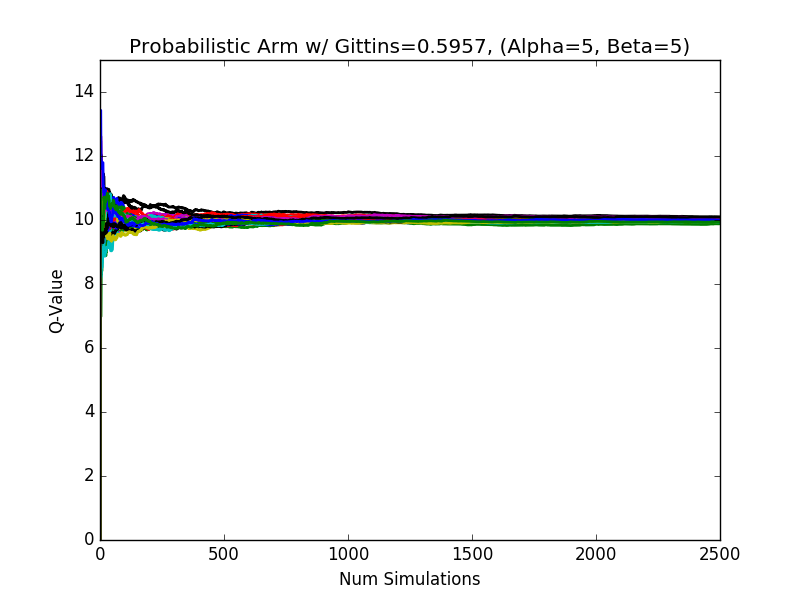 Probabilistic Arm w/ Gittins=0.5957, (Alpha=5, Beta=5)
14
12
10
8
6
4
2
0
Q-Value
0 500 1000 1500 2000 2500
Num Simulations